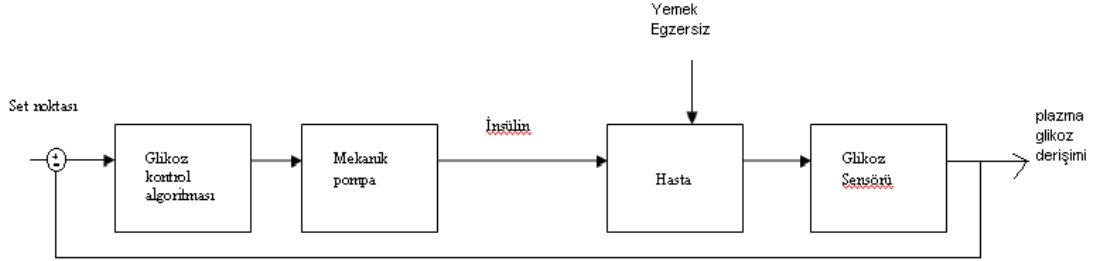 Yemek
Egzersiz
Set noktası
Glikoz
kontrol
algoritması
Mekanik
pompa
İnsülin
Hasta
Glikoz
Sensörü
plazma
glikoz
derişimi